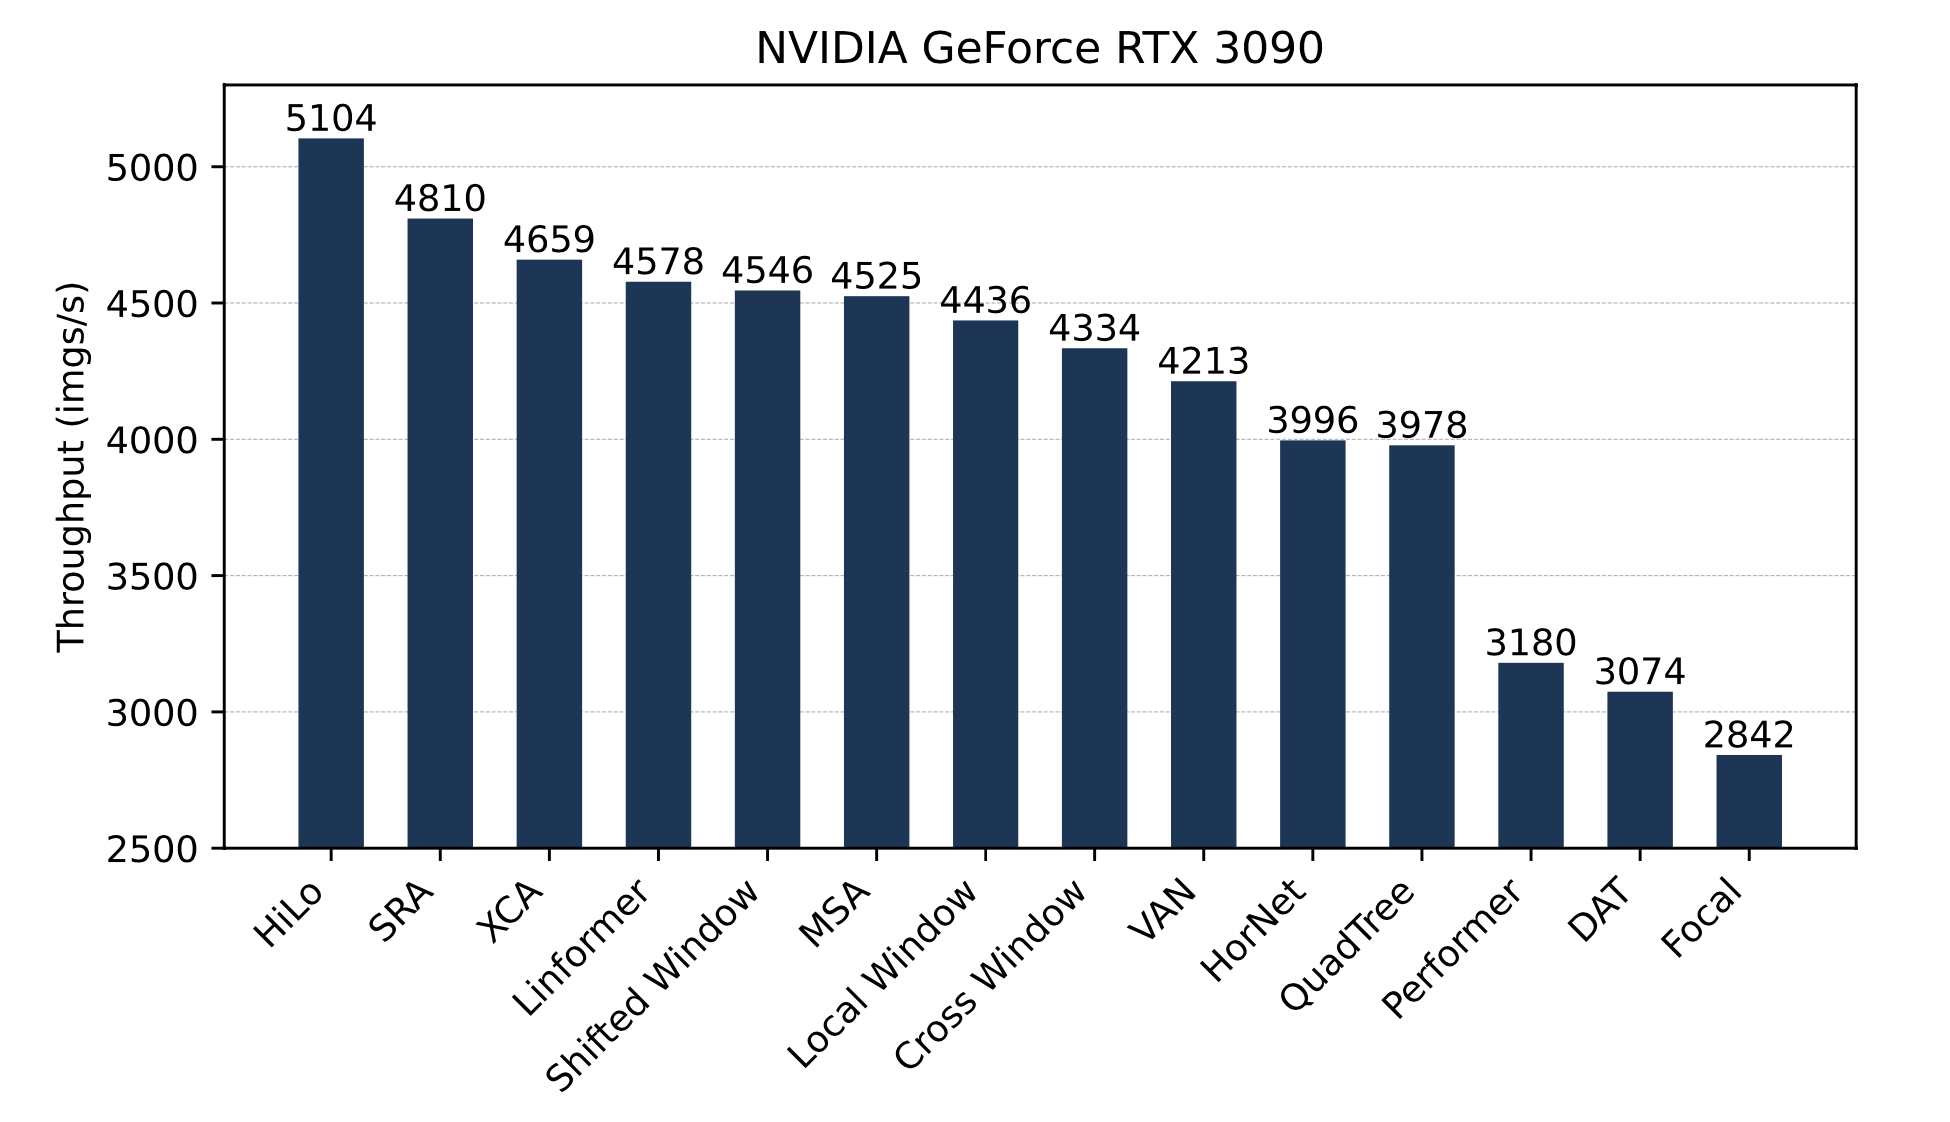 NVIDIA GeForce RTX 3090
Throughput (imgs/s)
5000
4500
4000
3500
3000
2500
5104
4810
4659
4578
4546
4525
4436
4334
4213
3996
3978
3180
3074
2842
HiLo
SRA
XCA
Linformer
Shifted Window
MSA
Local Window
Cross Window
VAN
HorNet
QuadTree
Performer
DAT
Focal